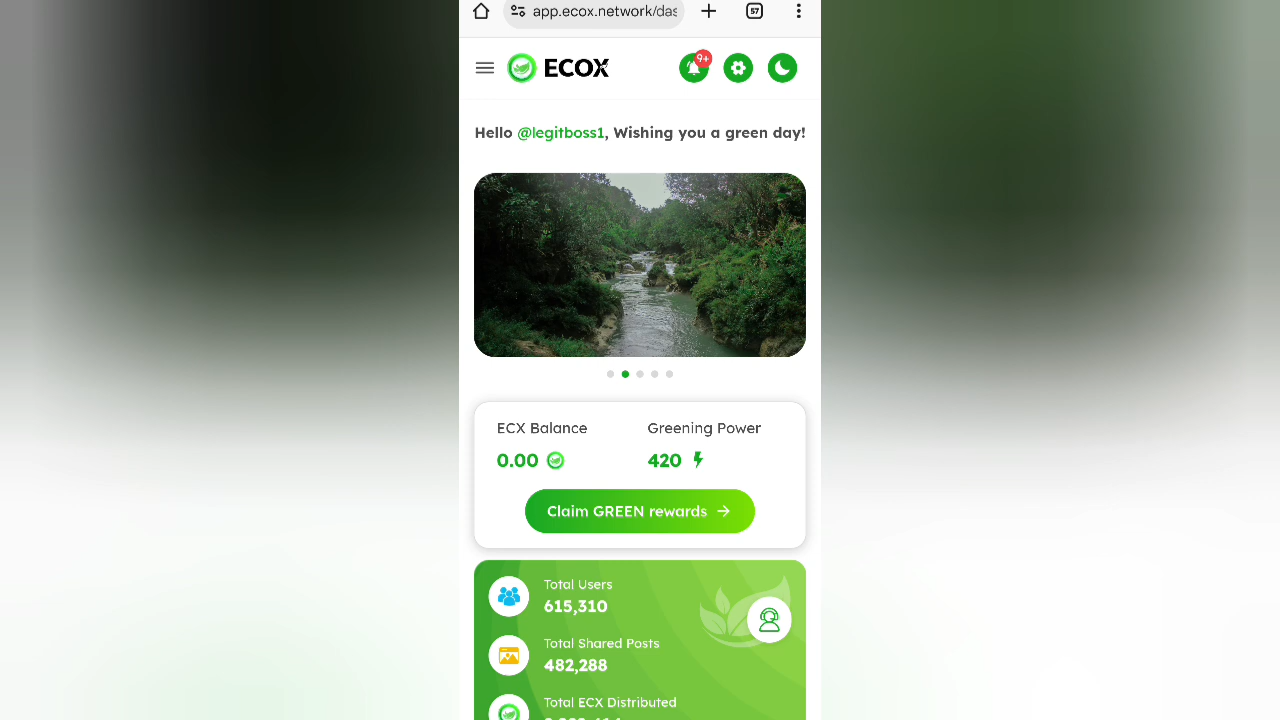 app.ecox.network/das
57
ECOX
9+
Hello @legitboss1, Wishing you a green day!
ECX Balance
Greening Power
0.00
420
Claim GREEN rewards
Total Users
615,310
Total Shared Posts
482,288
Total ECX Distributed